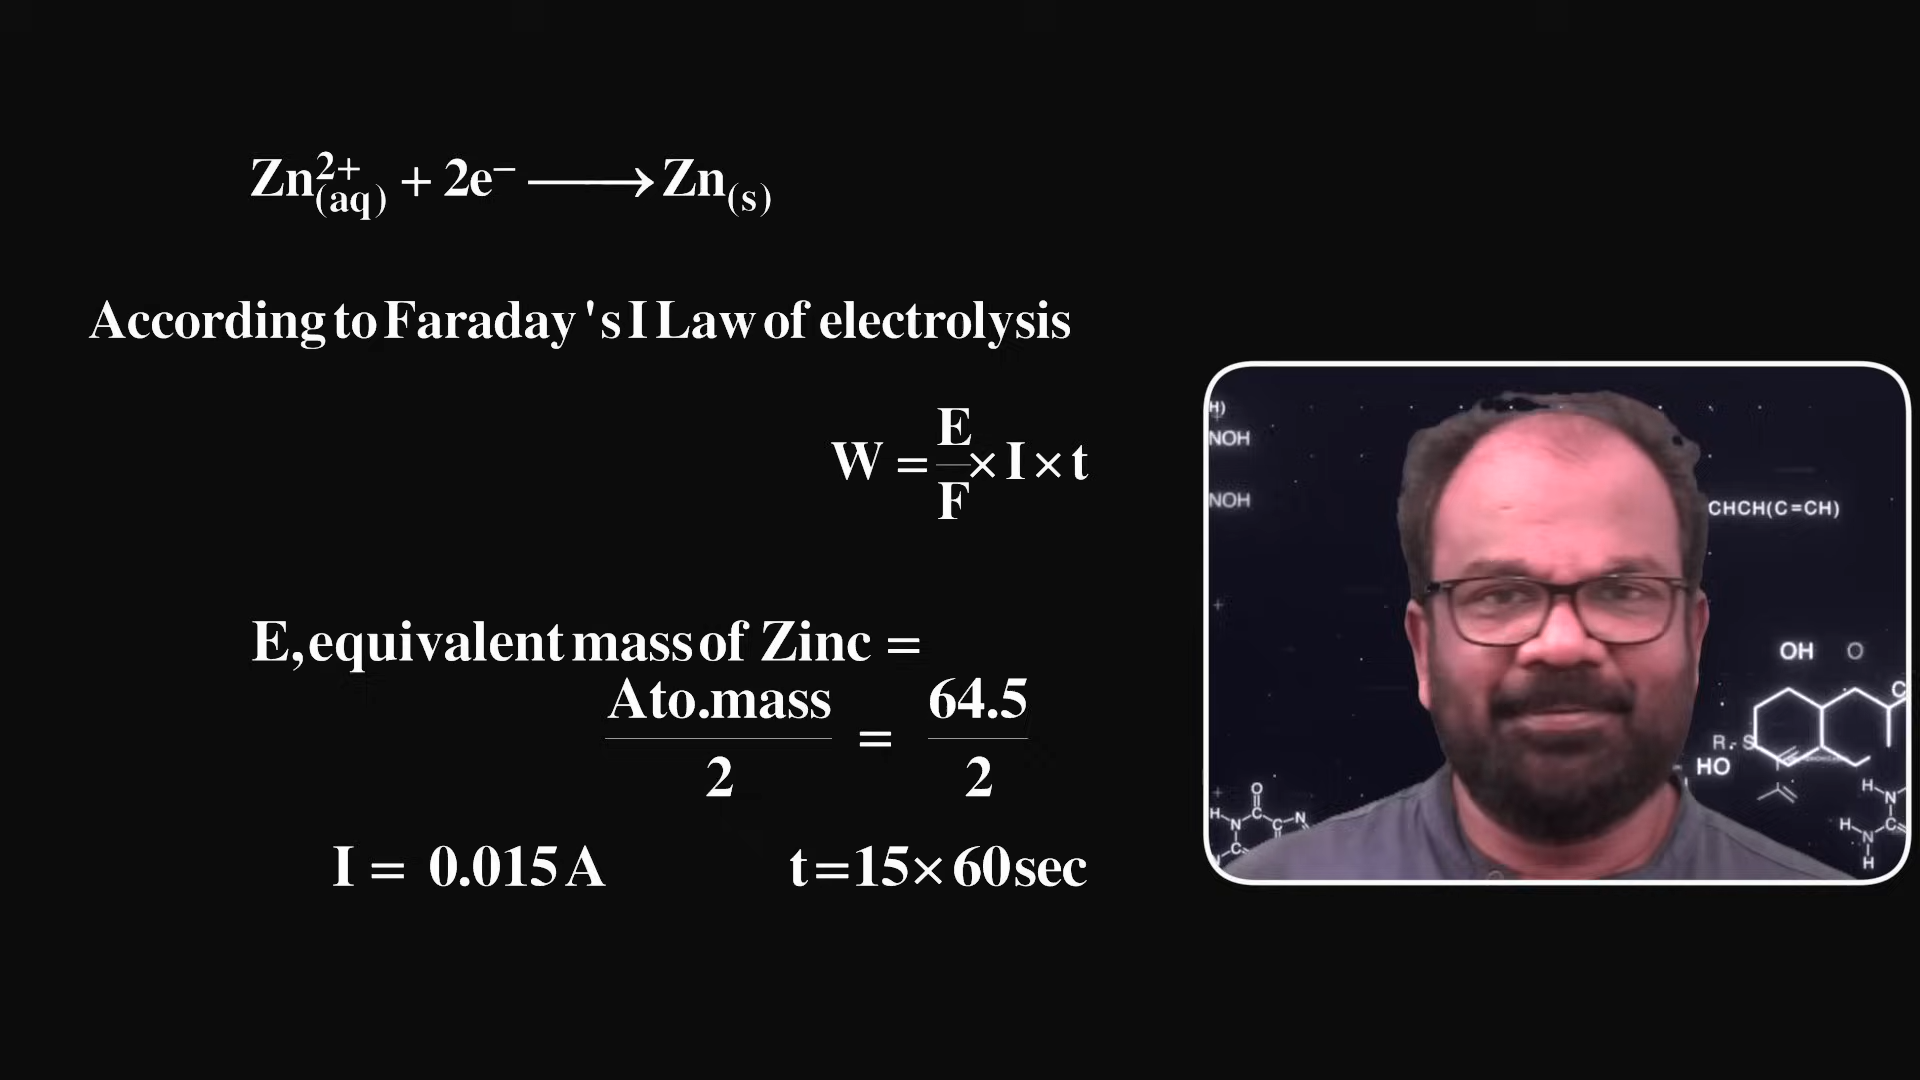 Zn²⁺(aq) + 2e⁻ ⟶ Zn(s)
According to Faraday 's I Law of electrolysis
W = E/F × I × t
E, equivalent mass of Zinc =
Ato.mass/2 = 64.5/2
I = 0.015 A t = 15 × 60 sec
H)
NOH
NOH
CHCH(C=CH)
OH O
C
R. S
HO
O
H N C N
C
H N
H N C
H